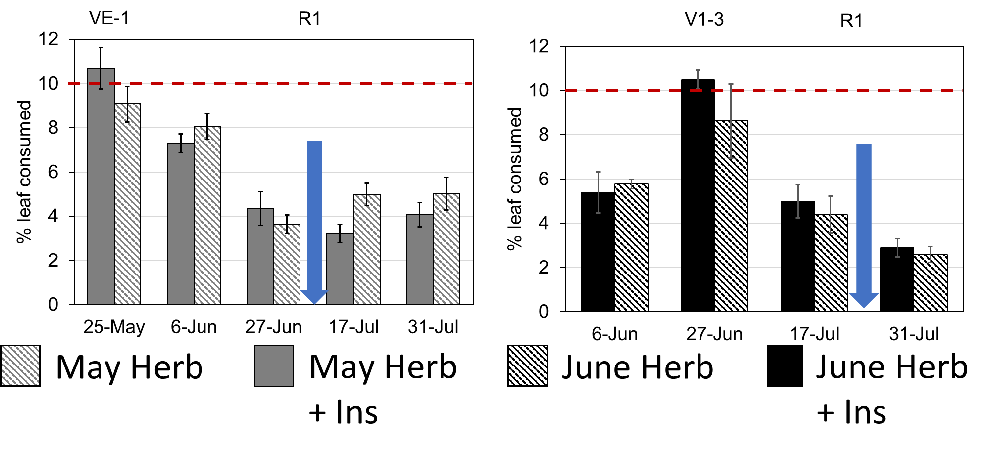 VE-1
R1
12
10
8
6
4
2
0
% leaf consumed
25-May
6-Jun
27-Jun
17-Jul
31-Jul
May Herb
May Herb
+ Ins
V1-3
R1
12
10
8
6
4
2
0
% leaf consumed
6-Jun
27-Jun
17-Jul
31-Jul
June Herb
June Herb
+ Ins